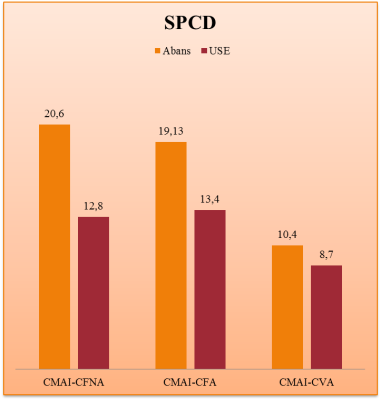 SPCD
Abans USE
20,6
12,8
19,13
13,4
10,4
8,7
CMAI-CFNA CMAI-CFA CMAI-CVA